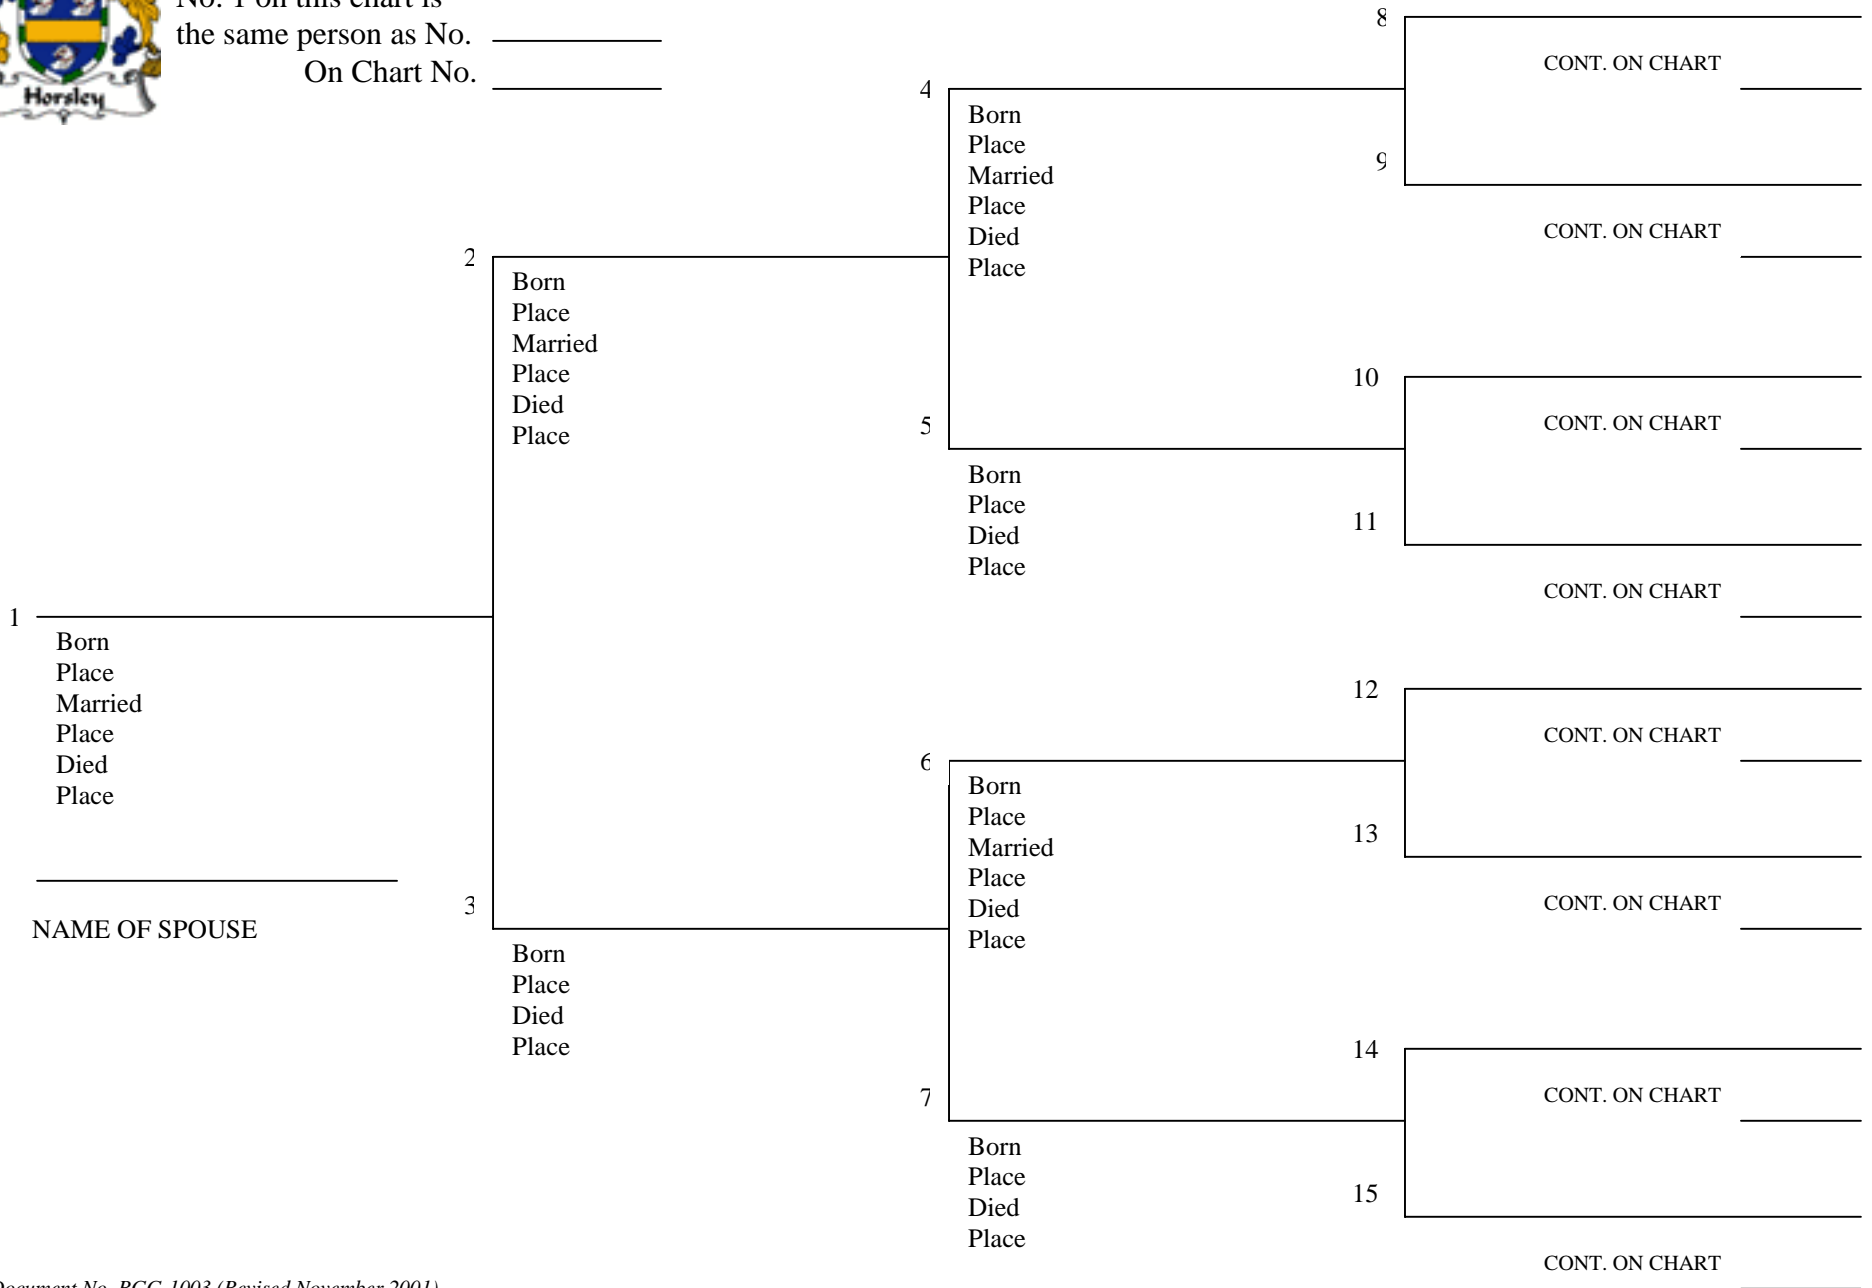 No. 1 on this chart is
the same person as No.
On Chart No.
Horsley
8
CONT. ON CHART
4
Born
Place
Married
Place
Died
Place
9
CONT. ON CHART
2
Born
Place
Married
Place
Died
Place
10
CONT. ON CHART
5
Born
Place
Died
Place
11
CONT. ON CHART
1
Born
Place
Married
Place
Died
Place
NAME OF SPOUSE
12
CONT. ON CHART
6
Born
Place
Married
Place
Died
Place
13
CONT. ON CHART
3
Born
Place
Died
Place
14
CONT. ON CHART
7
Born
Place
Died
Place
15
CONT. ON CHART
Document No. RGG-1003 (Revised November 2001)